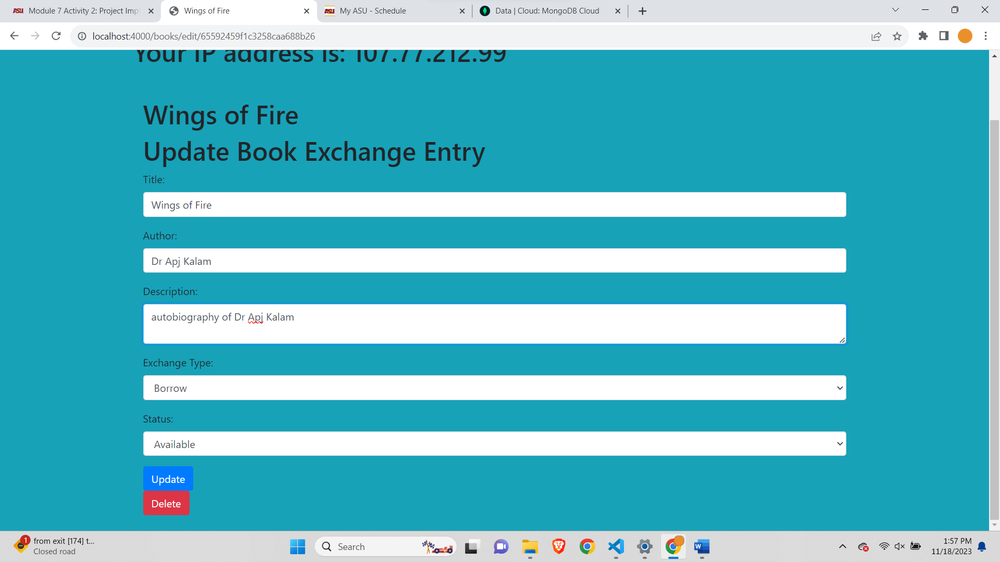 ASU Module 7 Activity 2: Project Impl
Wings of Fire
ASU My ASU - Schedule
Data | Cloud: MongoDB Cloud
localhost:4000/books/edit/65592459f1c3258caa688b26
Your IP address is: 107.77.212.99
Wings of Fire
Update Book Exchange Entry
Title:
Wings of Fire
Author:
Dr Apj Kalam
Description:
autobiography of Dr Apj Kalam
Exchange Type:
Borrow
Status:
Available
Update
Delete
1
from exit [174] t...
Closed road
Search
W
1:57 PM
11/18/2023